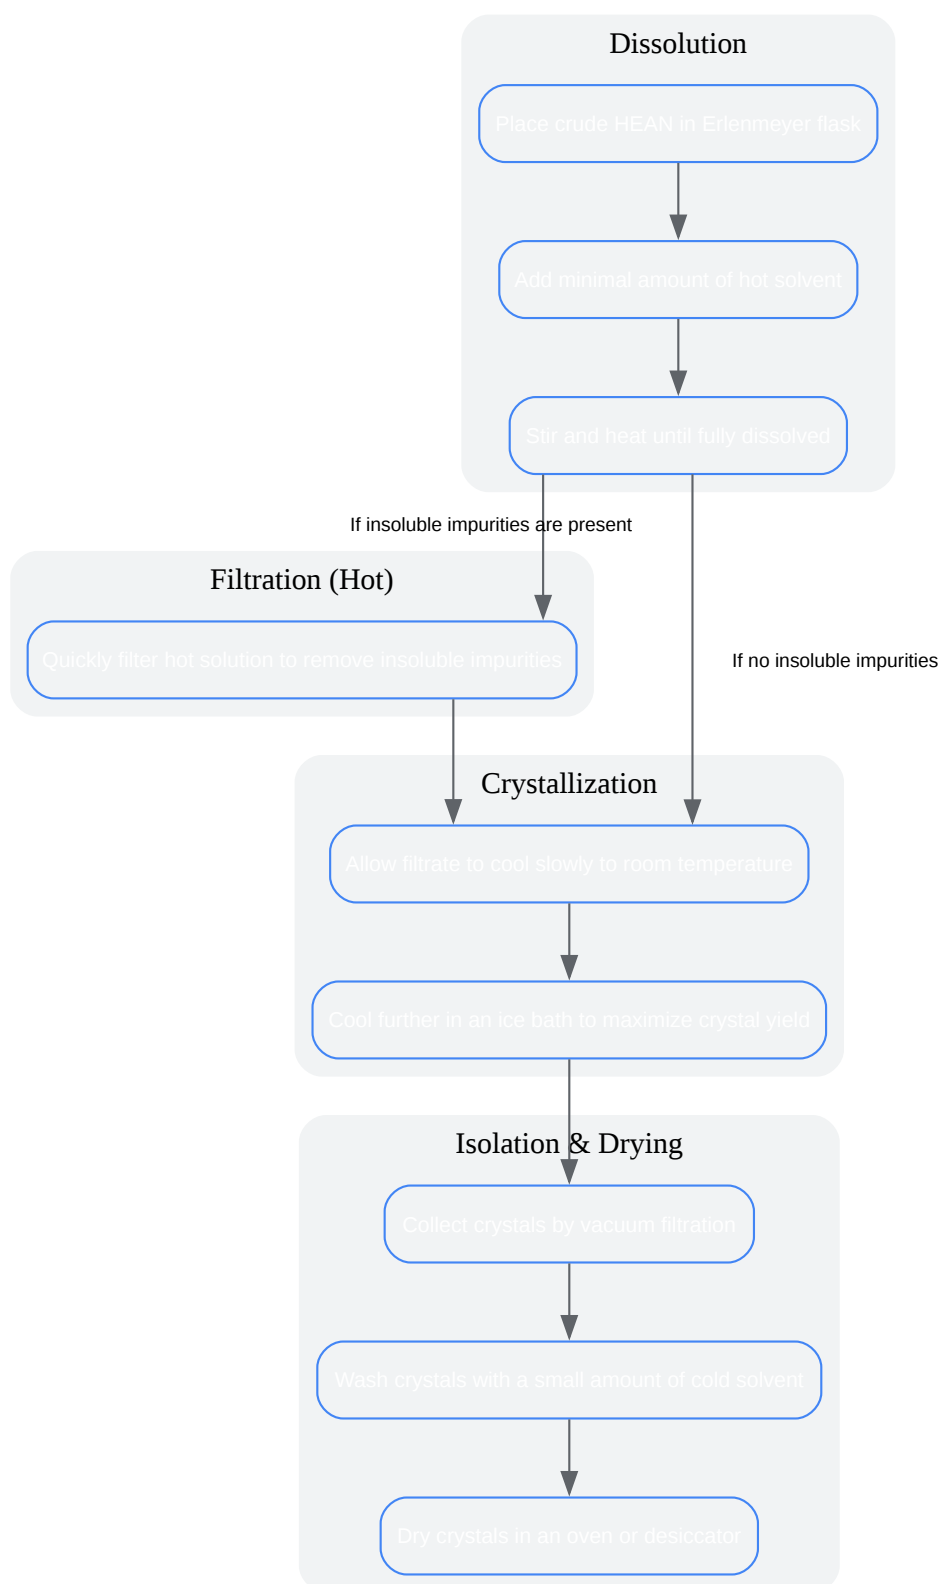 Dissolution
Place crude HEAN in Erlenmeyer flask
Add minimal amount of hot solvent
Stir and heat until fully dissolved
If insoluble impurities are present
Filtration (Hot)
Quickly filter hot solution to remove insoluble impurities
If no insoluble impurities
Crystallization
Allow filtrate to cool slowly to room temperature
Cool further in an ice bath to maximize crystal yield
Isolation & Drying
Collect crystals by vacuum filtration
Wash crystals with a small amount of cold solvent
Dry crystals in an oven or desiccator